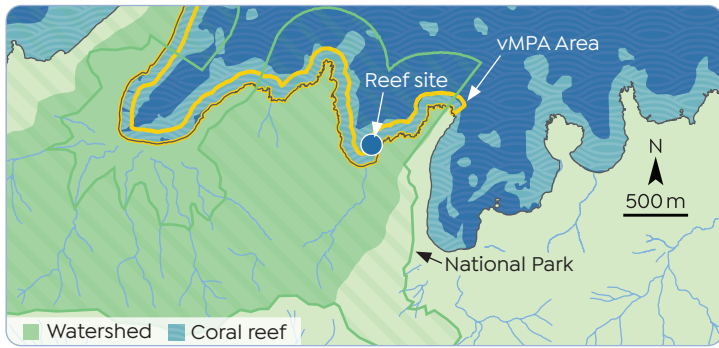 vMPA Area
Reef site
N
500 m
National Park
Watershed
Coral reef